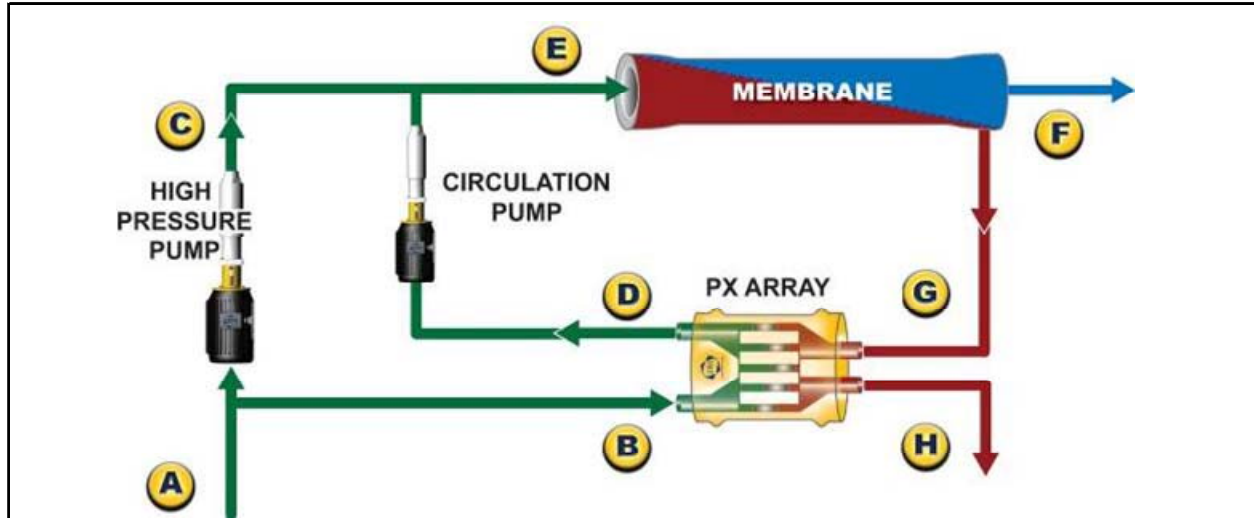 E
MEMBRANE
C
F
HIGH
PRESSURE
PUMP
CIRCULATION
PUMP
D
PX ARRAY
G
B
H
A